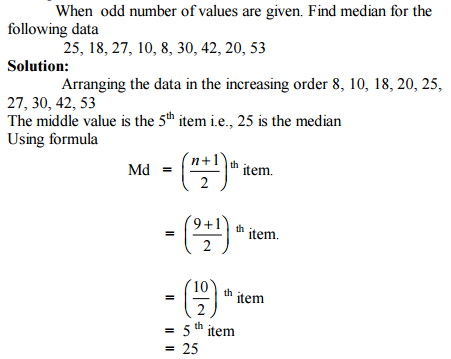 When odd number of values are given. Find median for the
following data
25, 18, 27, 10, 8, 30, 42, 20, 53
Solution:
Arranging the data in the increasing order 8, 10, 18, 20, 25,
27, 30, 42, 53
The middle value is the 5th item i.e., 25 is the median
Using formula
Md = (n+1/2) th item.
= (9+1/2) th item.
= (10/2) th item
= 5 th item
= 25